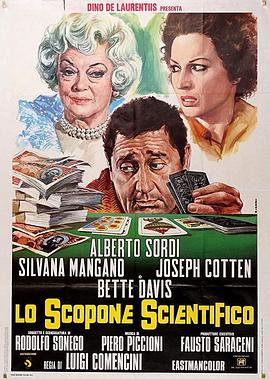 DINO DE LAURENTIIS
PRESENTA
ALBERTO SORDI
SILVANA MANGANO
JOSEPH COTTEN
E
BETTE DAVIS
LO SCOPONE SCIENTIFICO
SOGGETTO E SCENEGGIATURA DI
RODOLFO SONEGO
MUSICA DI
PIERO PICCIONI
PRODUTTORE ESECUTIVO
FAUSTO SARACENI
REGIA DI
LUIGI COMENCINI
EASTMANCOLOR